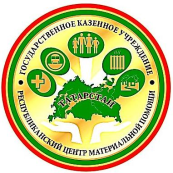 ГОСУДАРСТВЕННОЕ КАЗЕННОЕ УЧРЕЖДЕНИЕ
ТАТАРСТАН
РЕСПУБЛИКАНСКИЙ ЦЕНТР МАТЕРИАЛЬНОЙ ПОМОЩИ